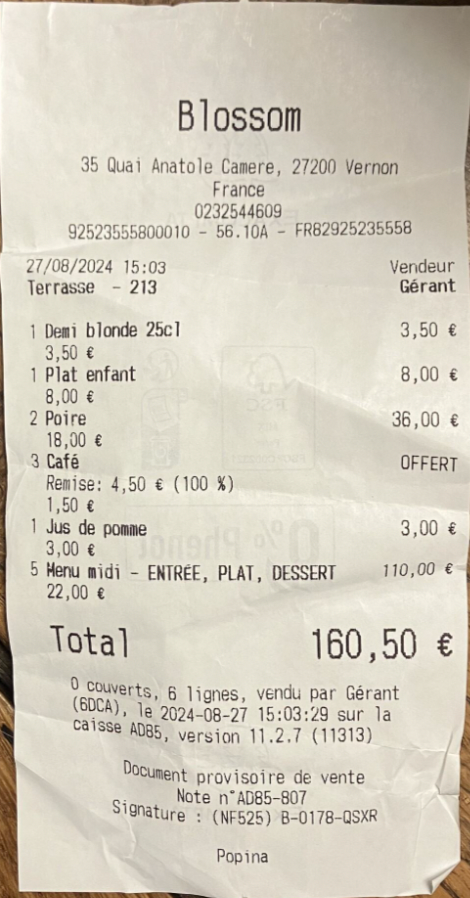 Blossom
35 Quai Anatole Camere, 27200 Vernon
France
0232544609
92523555800010 - 56.10A - FR82925235558
27/08/2024 15:03 Vendeur
Terrasse - 213 Gérant
1 Demi blonde 25cl 3,50 €
3,50 €
1 Plat enfant 8,00 €
8,00 €
2 Poire 36,00 €
18,00 €
3 Café OFFERT
Remise: 4,50 € (100 %)
1,50 €
1 Jus de pomme 3,00 €
3,00 €
5 Menu midi - ENTRÉE, PLAT, DESSERT 110,00 €
22,00 €
Total 160,50 €
0 couverts, 6 lignes, vendu par Gérant
(6DCA), le 2024-08-27 15:03:29 sur la
caisse AD85, version 11.2.7 (11313)
Document provisoire de vente
Note n°AD85-807
Signature : (NF525) B-0178-QSXR
Popina